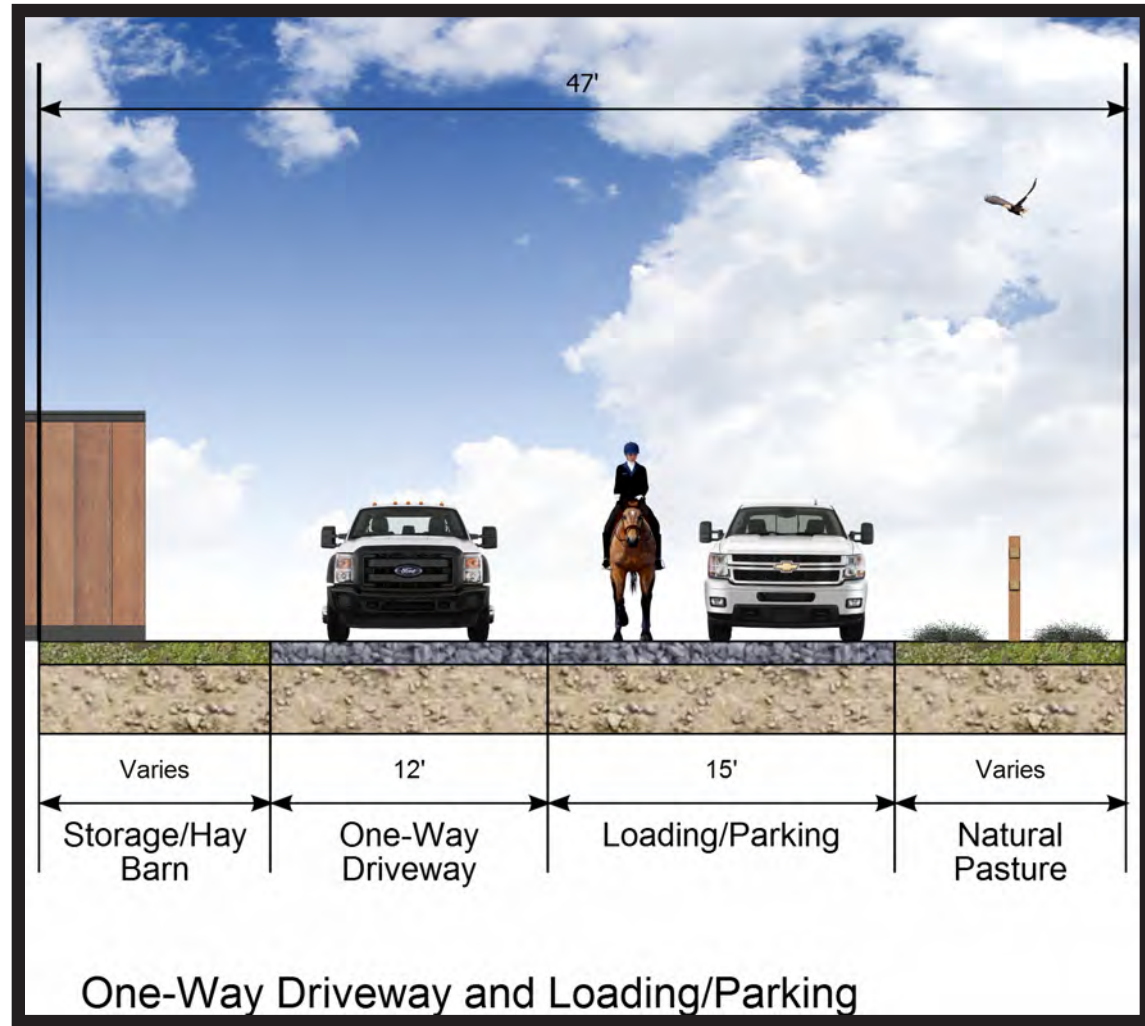 47'
Varies
12'
15'
Varies
Storage/Hay
Barn
One-Way
Driveway
Loading/Parking
Natural
Pasture
One-Way Driveway and Loading/Parking
Ford